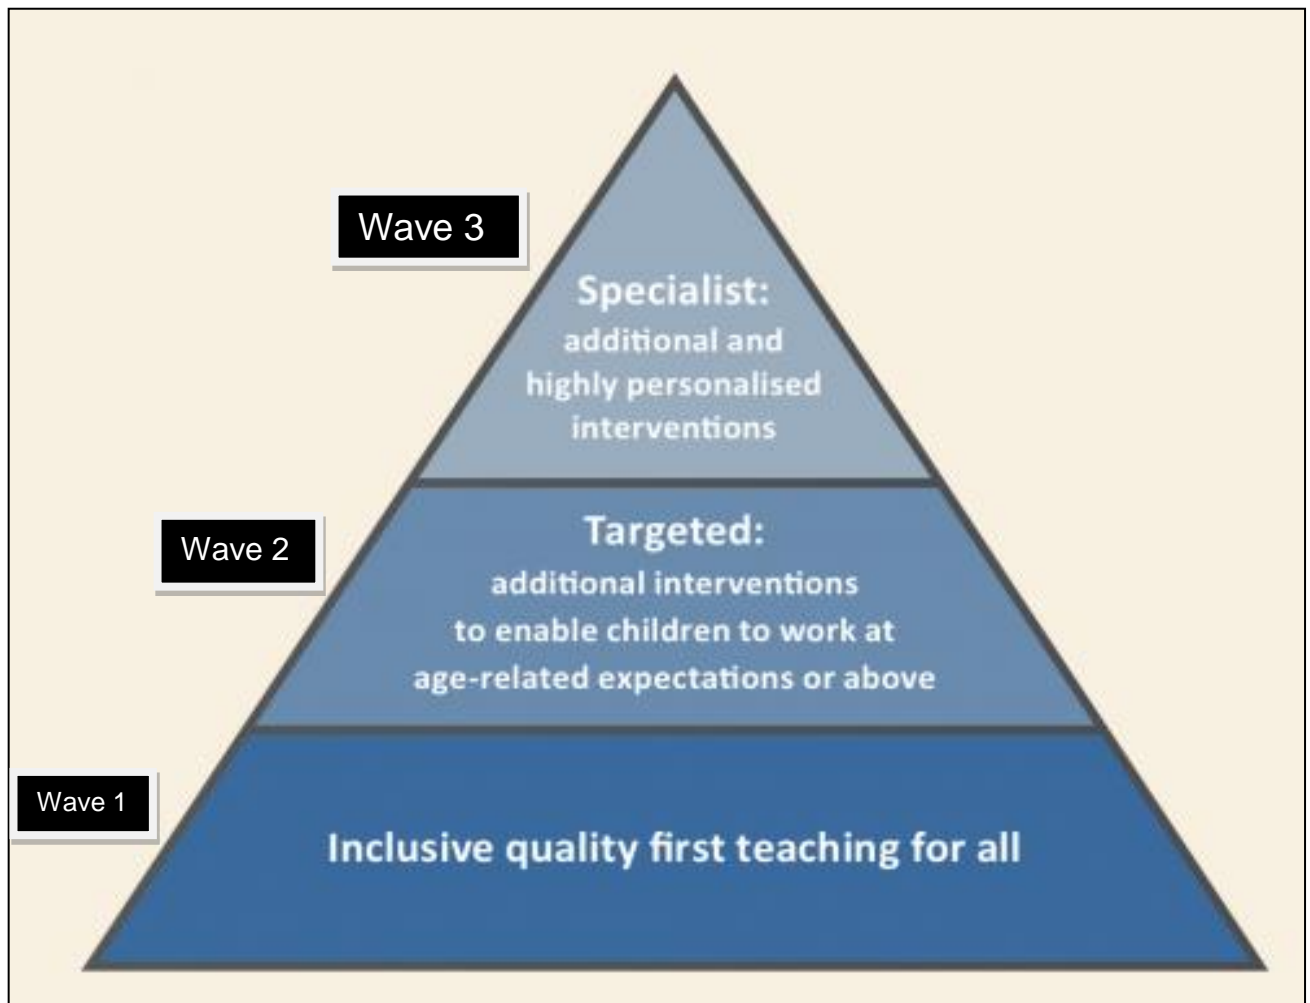 Wave 3
Specialist:
additional and
highly personalised
interventions
Wave 2
Targeted:
additional interventions
to enable children to work at
age-related expectations or above
Wave 1
Inclusive quality first teaching for all